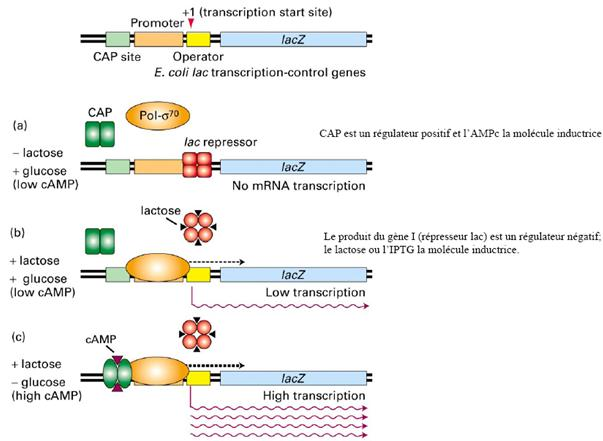 +1 (transcription start site)
Promoter
lacZ
CAP site
Operator
E. coli lac transcription-control genes
(a)
CAP
Pol-σ70
CAP est un régulateur positif et l'AMPc la molécule inductrice
lac repressor
– lactose
+ glucose
(low cAMP)
lacZ
No mRNA transcription
lactose
(b)
Le produit du gène I (répresseur lac) est un régulateur négatif;
le lactose ou l'IPTG la molécule inductrice.
+ lactose
+ glucose
(low cAMP)
lacZ
Low transcription
(c)
cAMP
+ lactose
– glucose
(high cAMP)
lacZ
High transcription